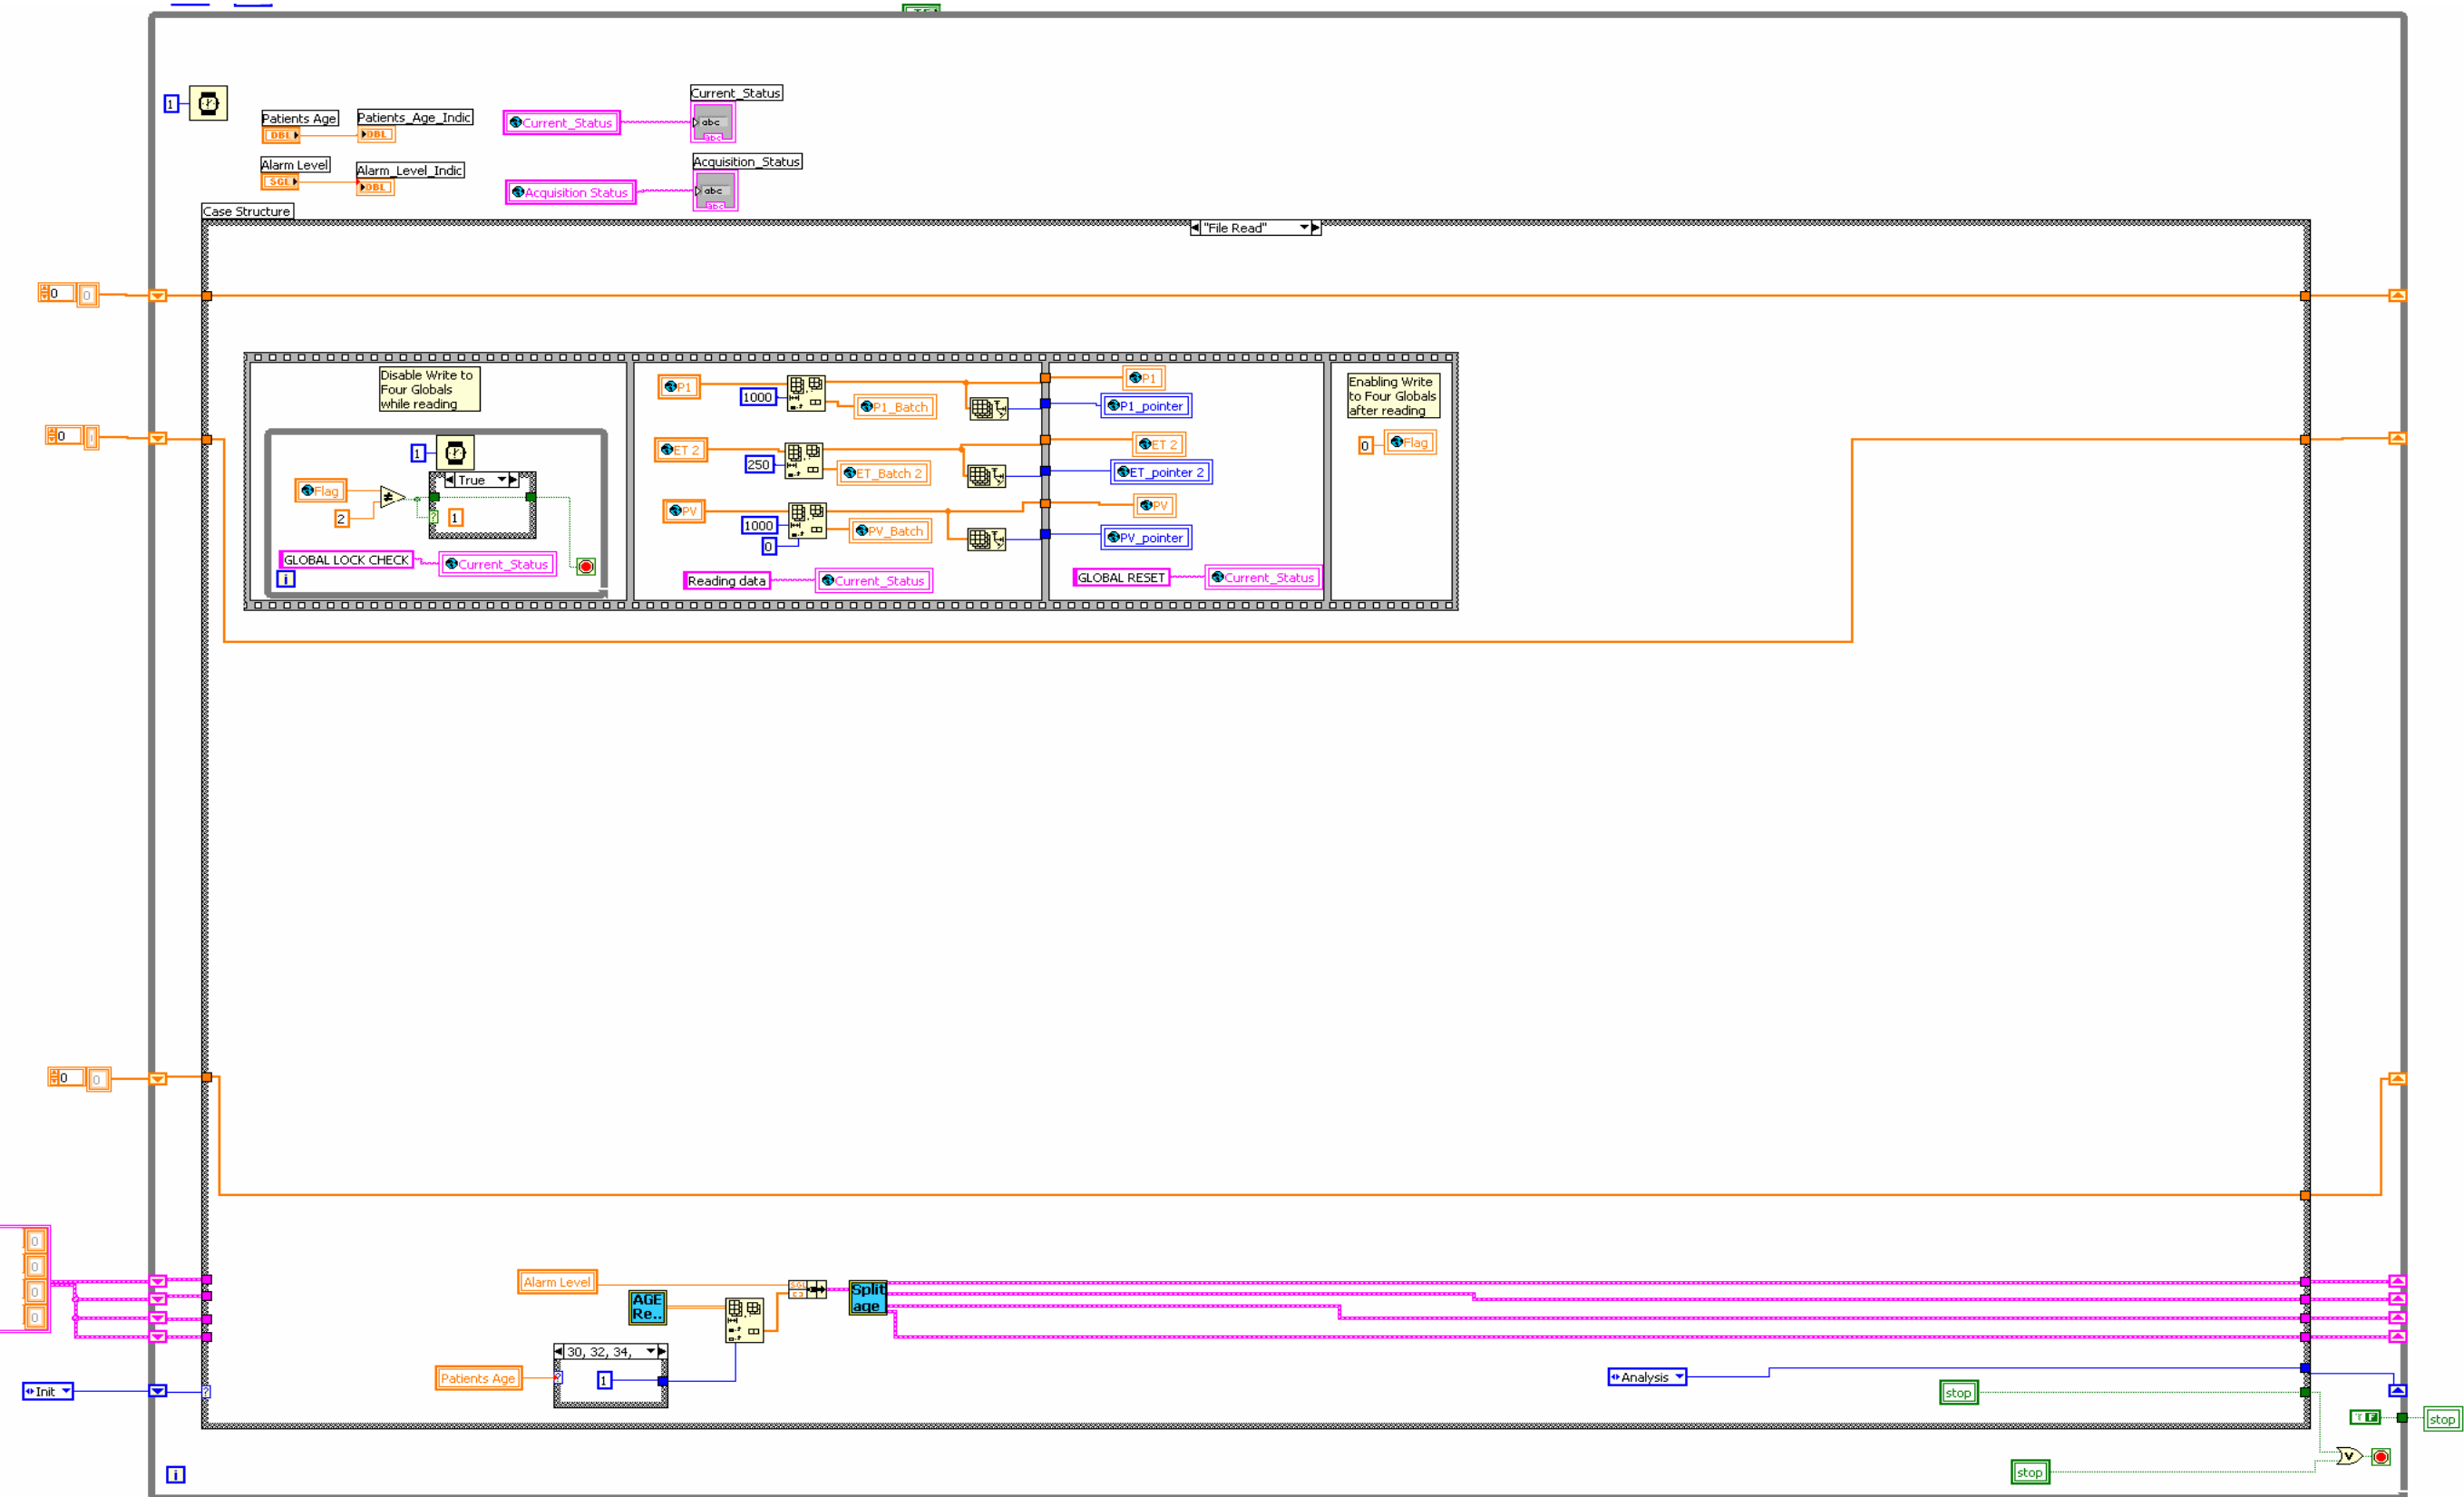 1
Patients Age
DBL
Patients_Age_Indic
DBL
Current_Status
Current_Status
abc
abc
Alarm Level
SGL
Alarm_Level_Indic
DBL
Acquisition Status
Acquisition_Status
abc
abc
Case Structure
"File Read"
0 0
Disable Write to
Four Globals
while reading
1
True
Flag
2
1
GLOBAL LOCK CHECK
Current_Status
i
P1
1000
P1_Batch
ET 2
250
ET_Batch 2
PV
1000
0
PV_Batch
Reading data
Current_Status
P1
P1_pointer
ET 2
ET_pointer 2
PV
PV_pointer
GLOBAL RESET
Current_Status
Enabling Write
to Four Globals
after reading
0
Flag
0
0 0
0
0
0
0
Alarm Level
AGE
Re..
Split
age
30, 32, 34,
Patients Age
1
Init
Analysis
stop
T F
stop
stop
i